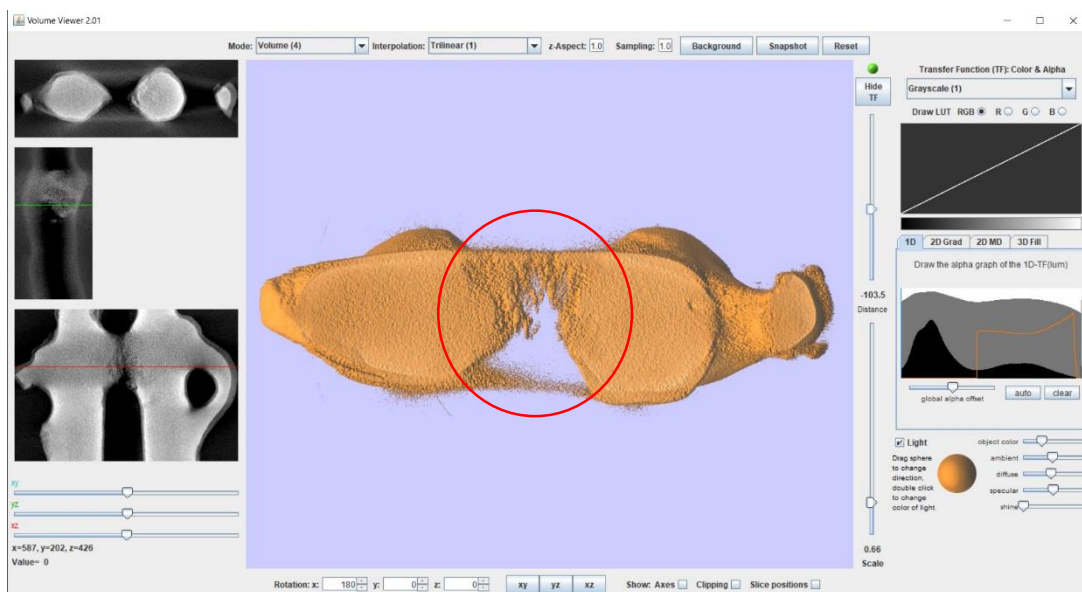 Volume Viewer 2.01
Mode: Volume (4) Interpolation: Trilinear (1) z-Aspect: 1.0 Sampling: 1.0 Background Snapshot Reset
Hide TF
-103.5
Distance
0.66
Scale
Transfer Function (TF): Color & Alpha
Grayscale (1)
Draw LUT RGB R G B
1D 2D Grad 2D MD 3D Fill
Draw the alpha graph of the 1D-TF(lum)
global alpha offset auto clear
Light
Drag sphere
to change
direction,
double click
to change
color of light.
object color
ambient
diffuse
specular
shine
xy
yz
xz
x=587, y=202, z=426
Value= 0
Rotation: x: 180 y: 0 z: 0 xy yz xz Show: Axes Clipping Slice positions